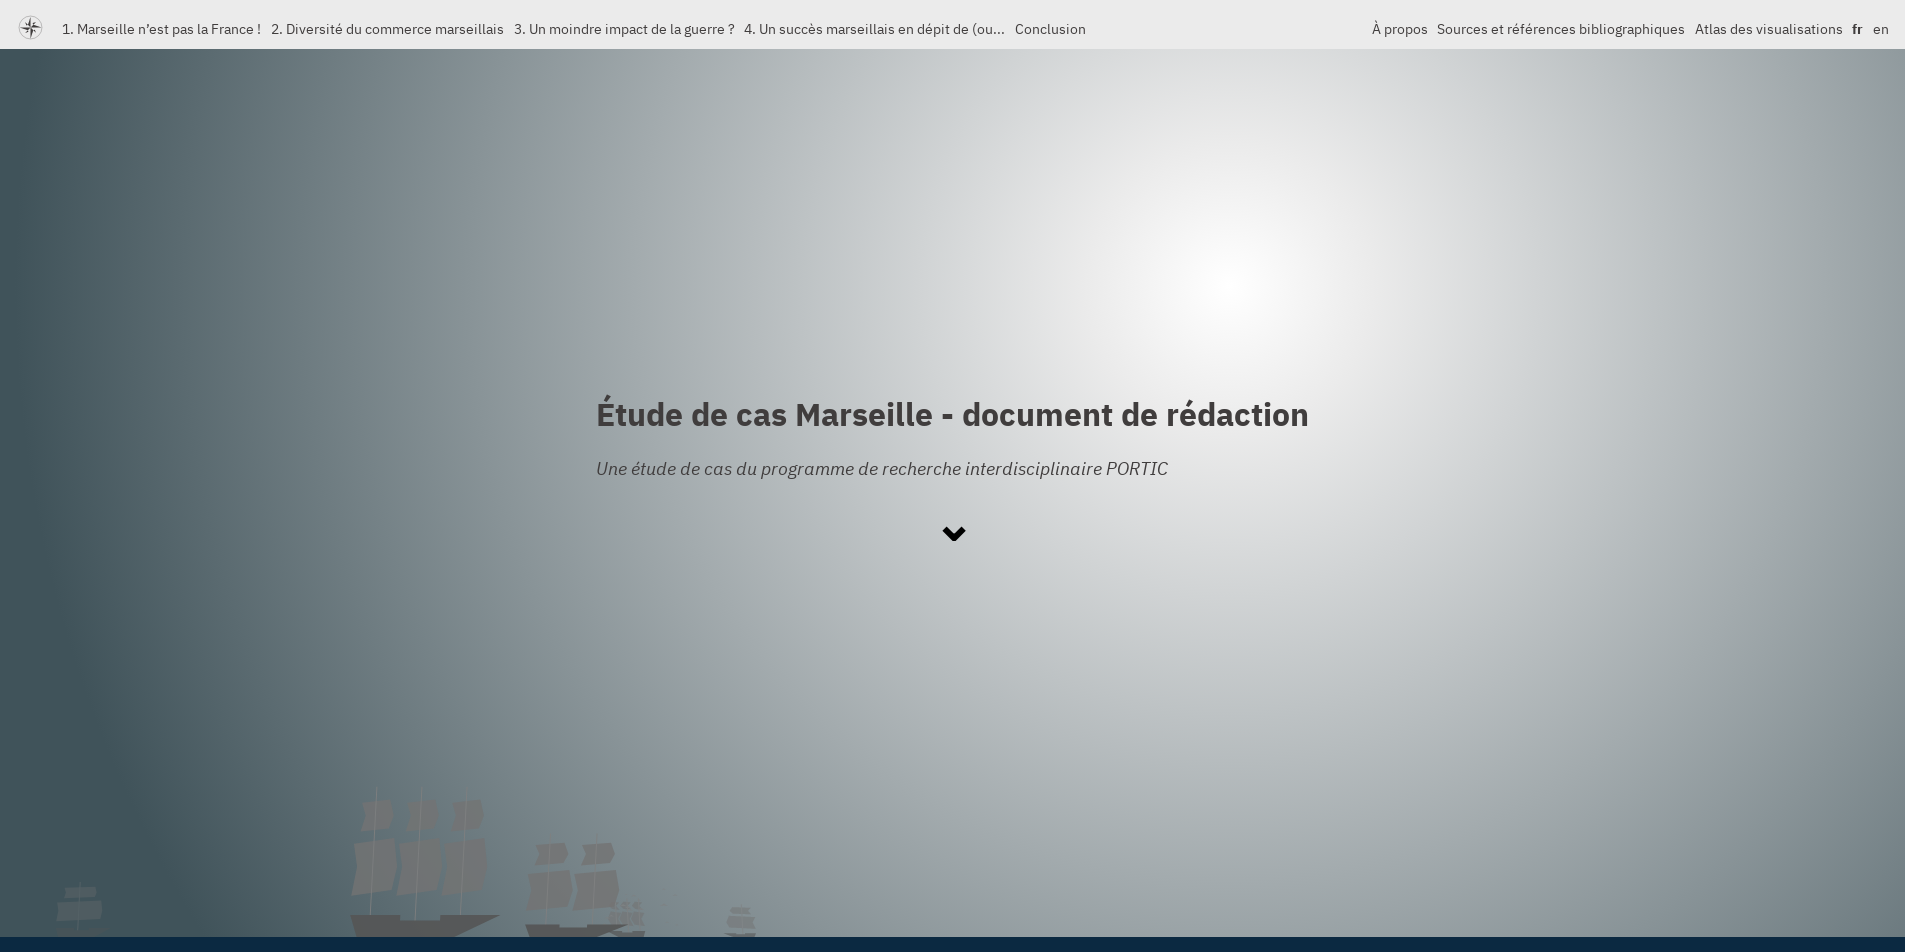 1. Marseille n’est pas la France ! 2. Diversité du commerce marseillais 3. Un moindre impact de la guerre ? 4. Un succès marseillais en dépit de (ou... Conclusion À propos Sources et références bibliographiques Atlas des visualisations fr en
Étude de cas Marseille - document de rédaction
Une étude de cas du programme de recherche interdisciplinaire PORTIC